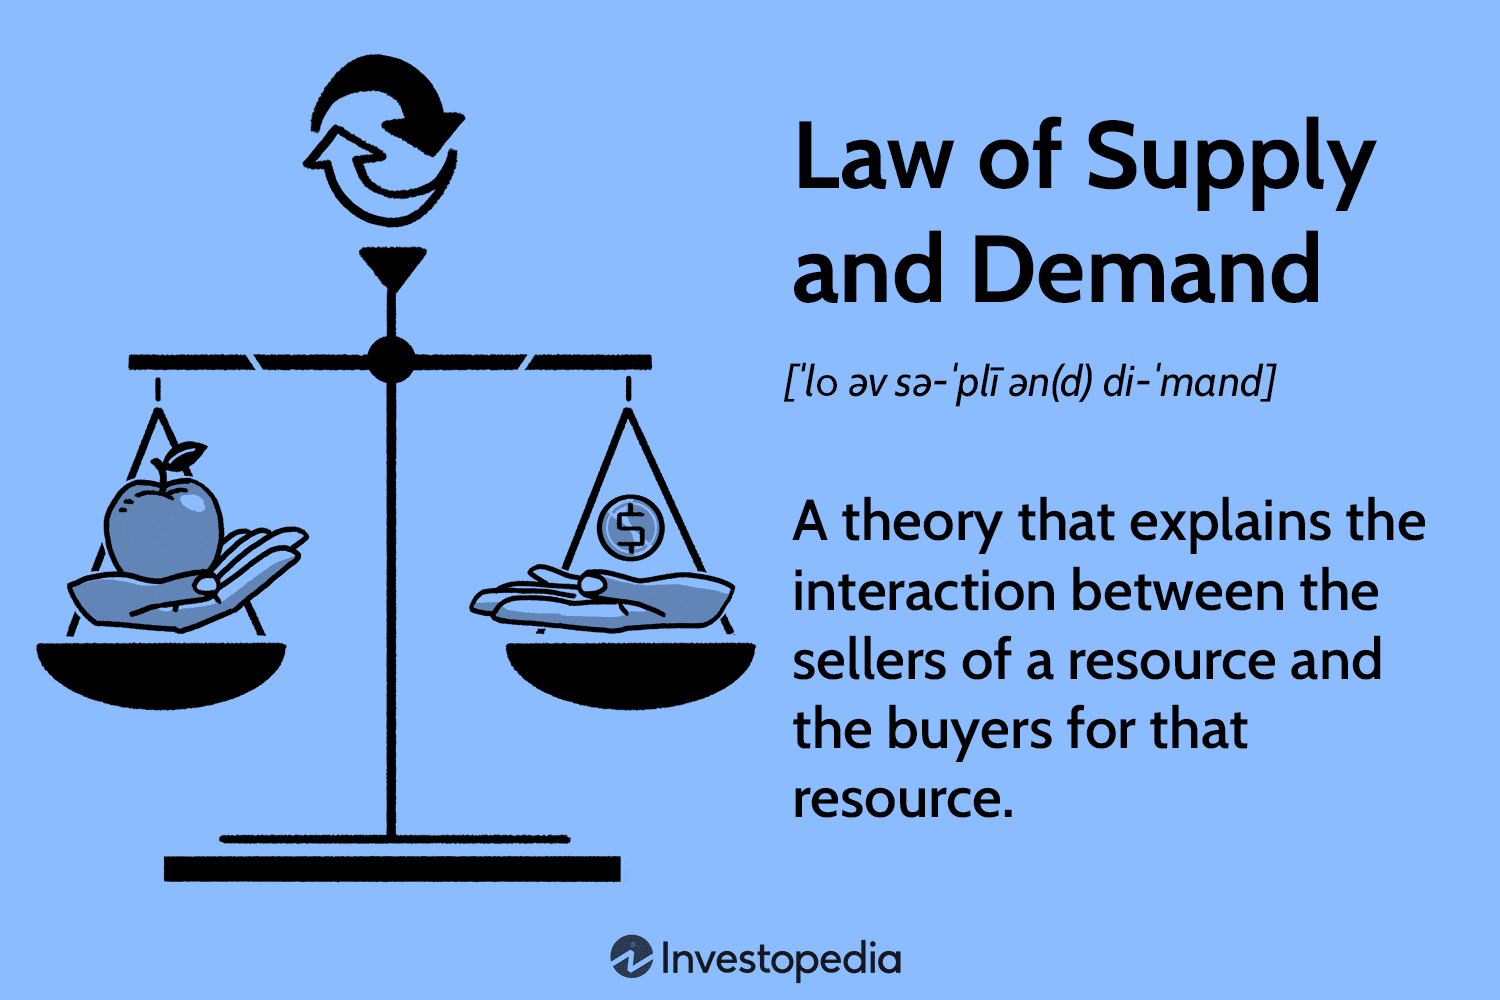 Law of Supply
and Demand
[ˈlo əv sə-ˈplī ən(d) di-ˈmand]
A theory that explains the
interaction between the
sellers of a resource and
the buyers for that
resource.
$
Investopedia